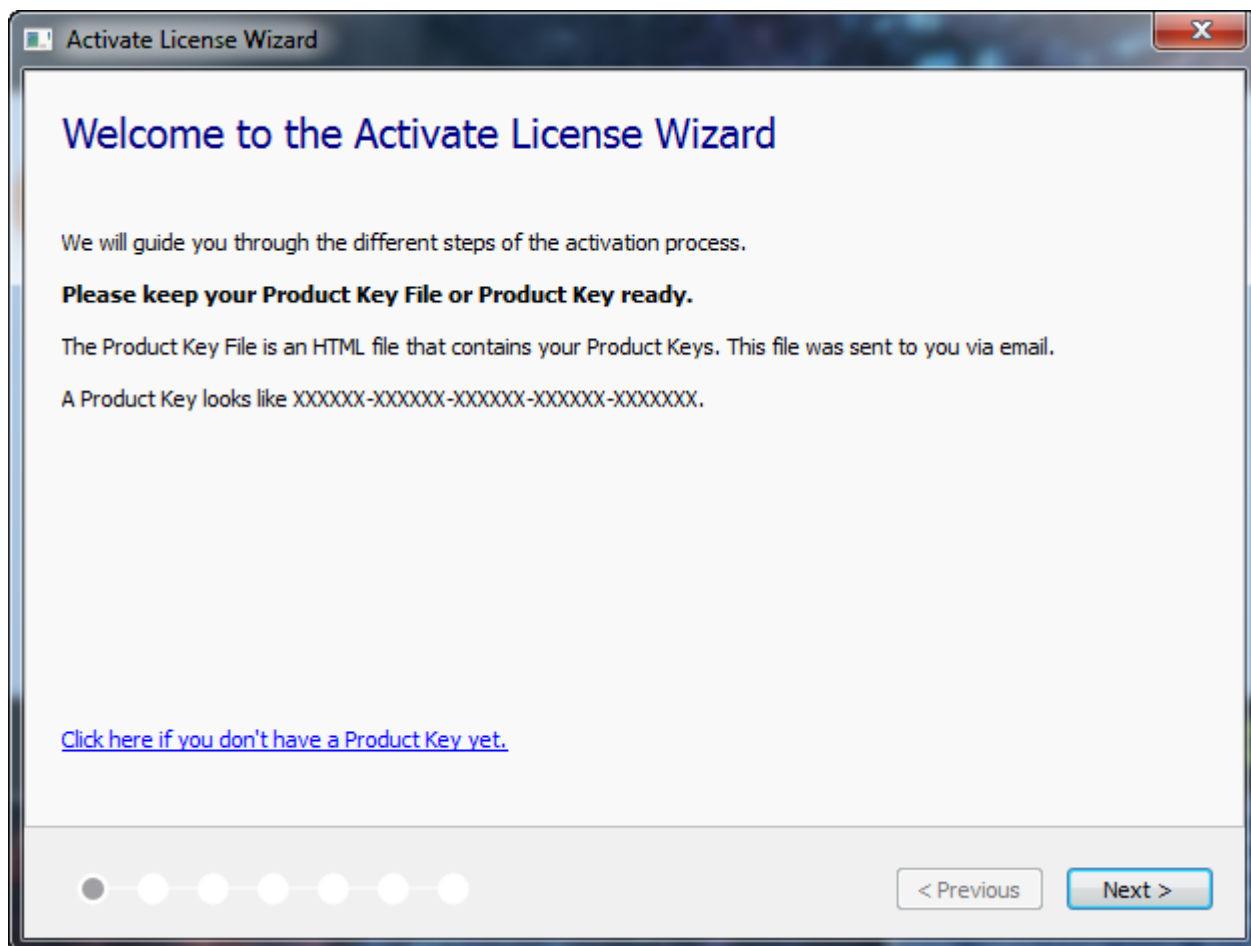 Activate License Wizard
Welcome to the Activate License Wizard
We will guide you through the different steps of the activation process.
Please keep your Product Key File or Product Key ready.
The Product Key File is an HTML file that contains your Product Keys. This file was sent to you via email.
A Product Key looks like XXXXXX-XXXXXX-XXXXXX-XXXXXX-XXXXXXX.
Click here if you don't have a Product Key yet.
< Previous Next >